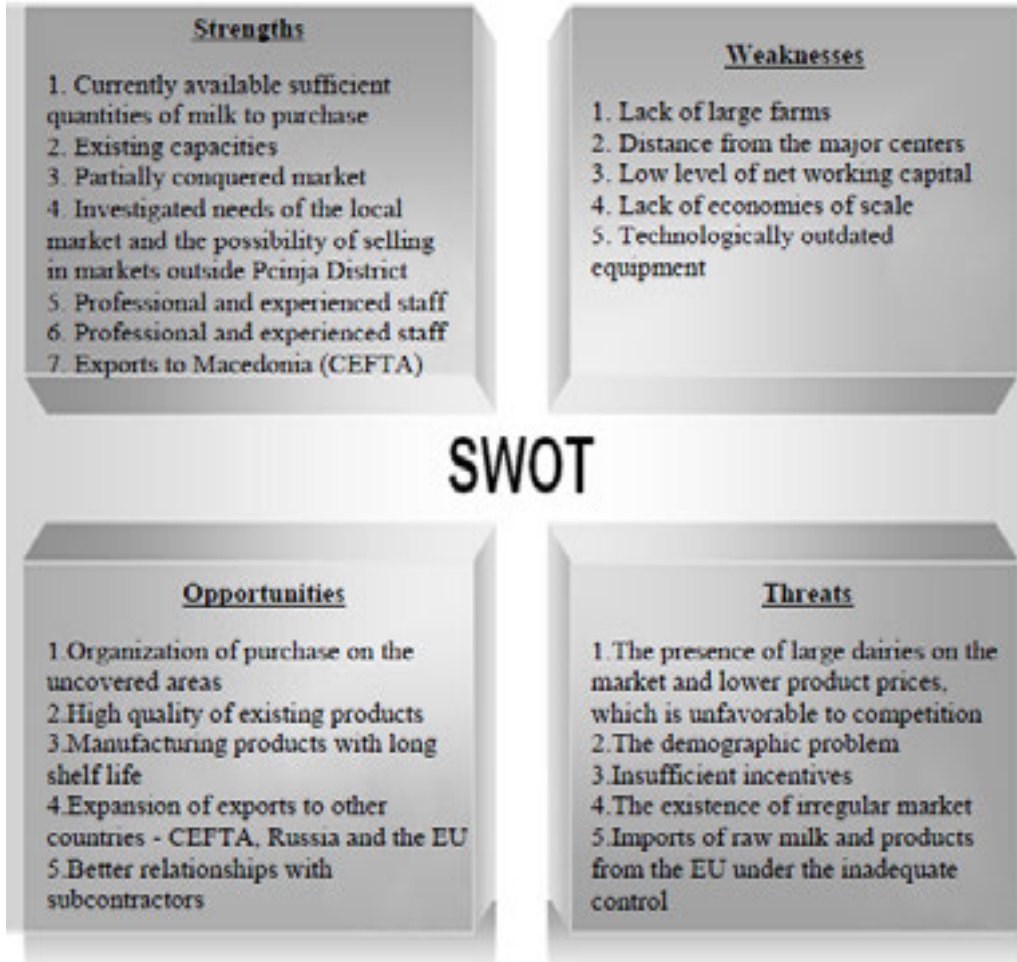 Strengths
1. Currently available sufficient
quantities of milk to purchase
2. Existing capacities
3. Partially conquered market
4. Investigated needs of the local
market and the possibility of selling
in markets outside Pcinja District
5. Professional and experienced staff
6. Professional and experienced staff
7. Exports to Macedonia (CEFTA)
Weaknesses
1. Lack of large farms
2. Distance from the major centers
3. Low level of net working capital
4. Lack of economies of scale
5. Technologically outdated
equipment
SWOT
Opportunities
1.Organization of purchase on the
uncovered areas
2.High quality of existing products
3.Manufacturing products with long
shelf life
4.Expansion of exports to other
countries - CEFTA, Russia and the EU
5.Better relationships with
subcontractors
Threats
1.The presence of large dairies on the
market and lower product prices,
which is unfavorable to competition
2.The demographic problem
3.Insufficient incentives
4.The existence of irregular market
5.Imports of raw milk and products
from the EU under the inadequate
control